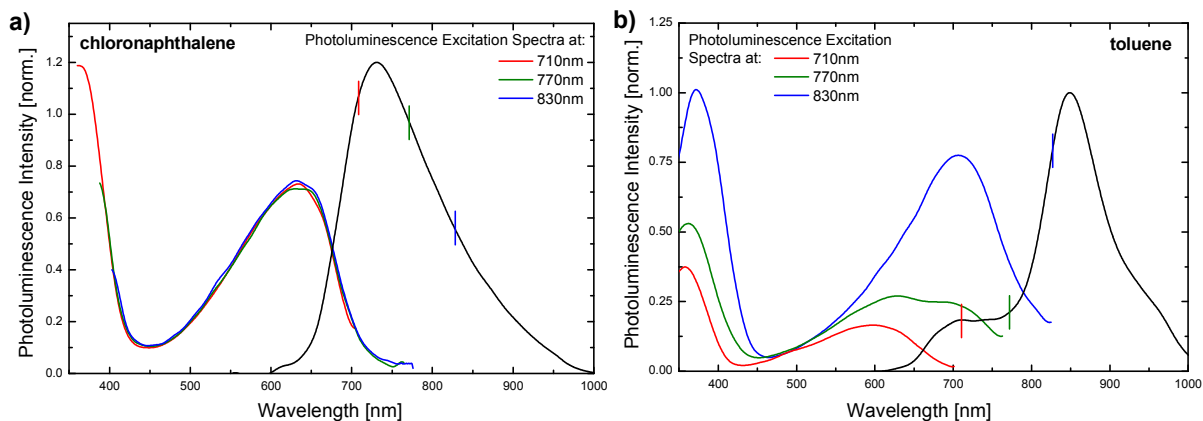 a)
chloronaphthalene
Photoluminescence Excitation Spectra at:
710nm
770nm
830nm
Photoluminescence Intensity [norm.]
1.2
1.0
0.8
0.6
0.4
0.2
0.0
400 500 600 700 800 900 1000
Wavelength [nm]
b)
Photoluminescence Excitation
Spectra at:
710nm
770nm
830nm
toluene
Photoluminescence Intensity [norm.]
1.25
1.00
0.75
0.50
0.25
0.00
400 500 600 700 800 900 1000
Wavelength [nm]